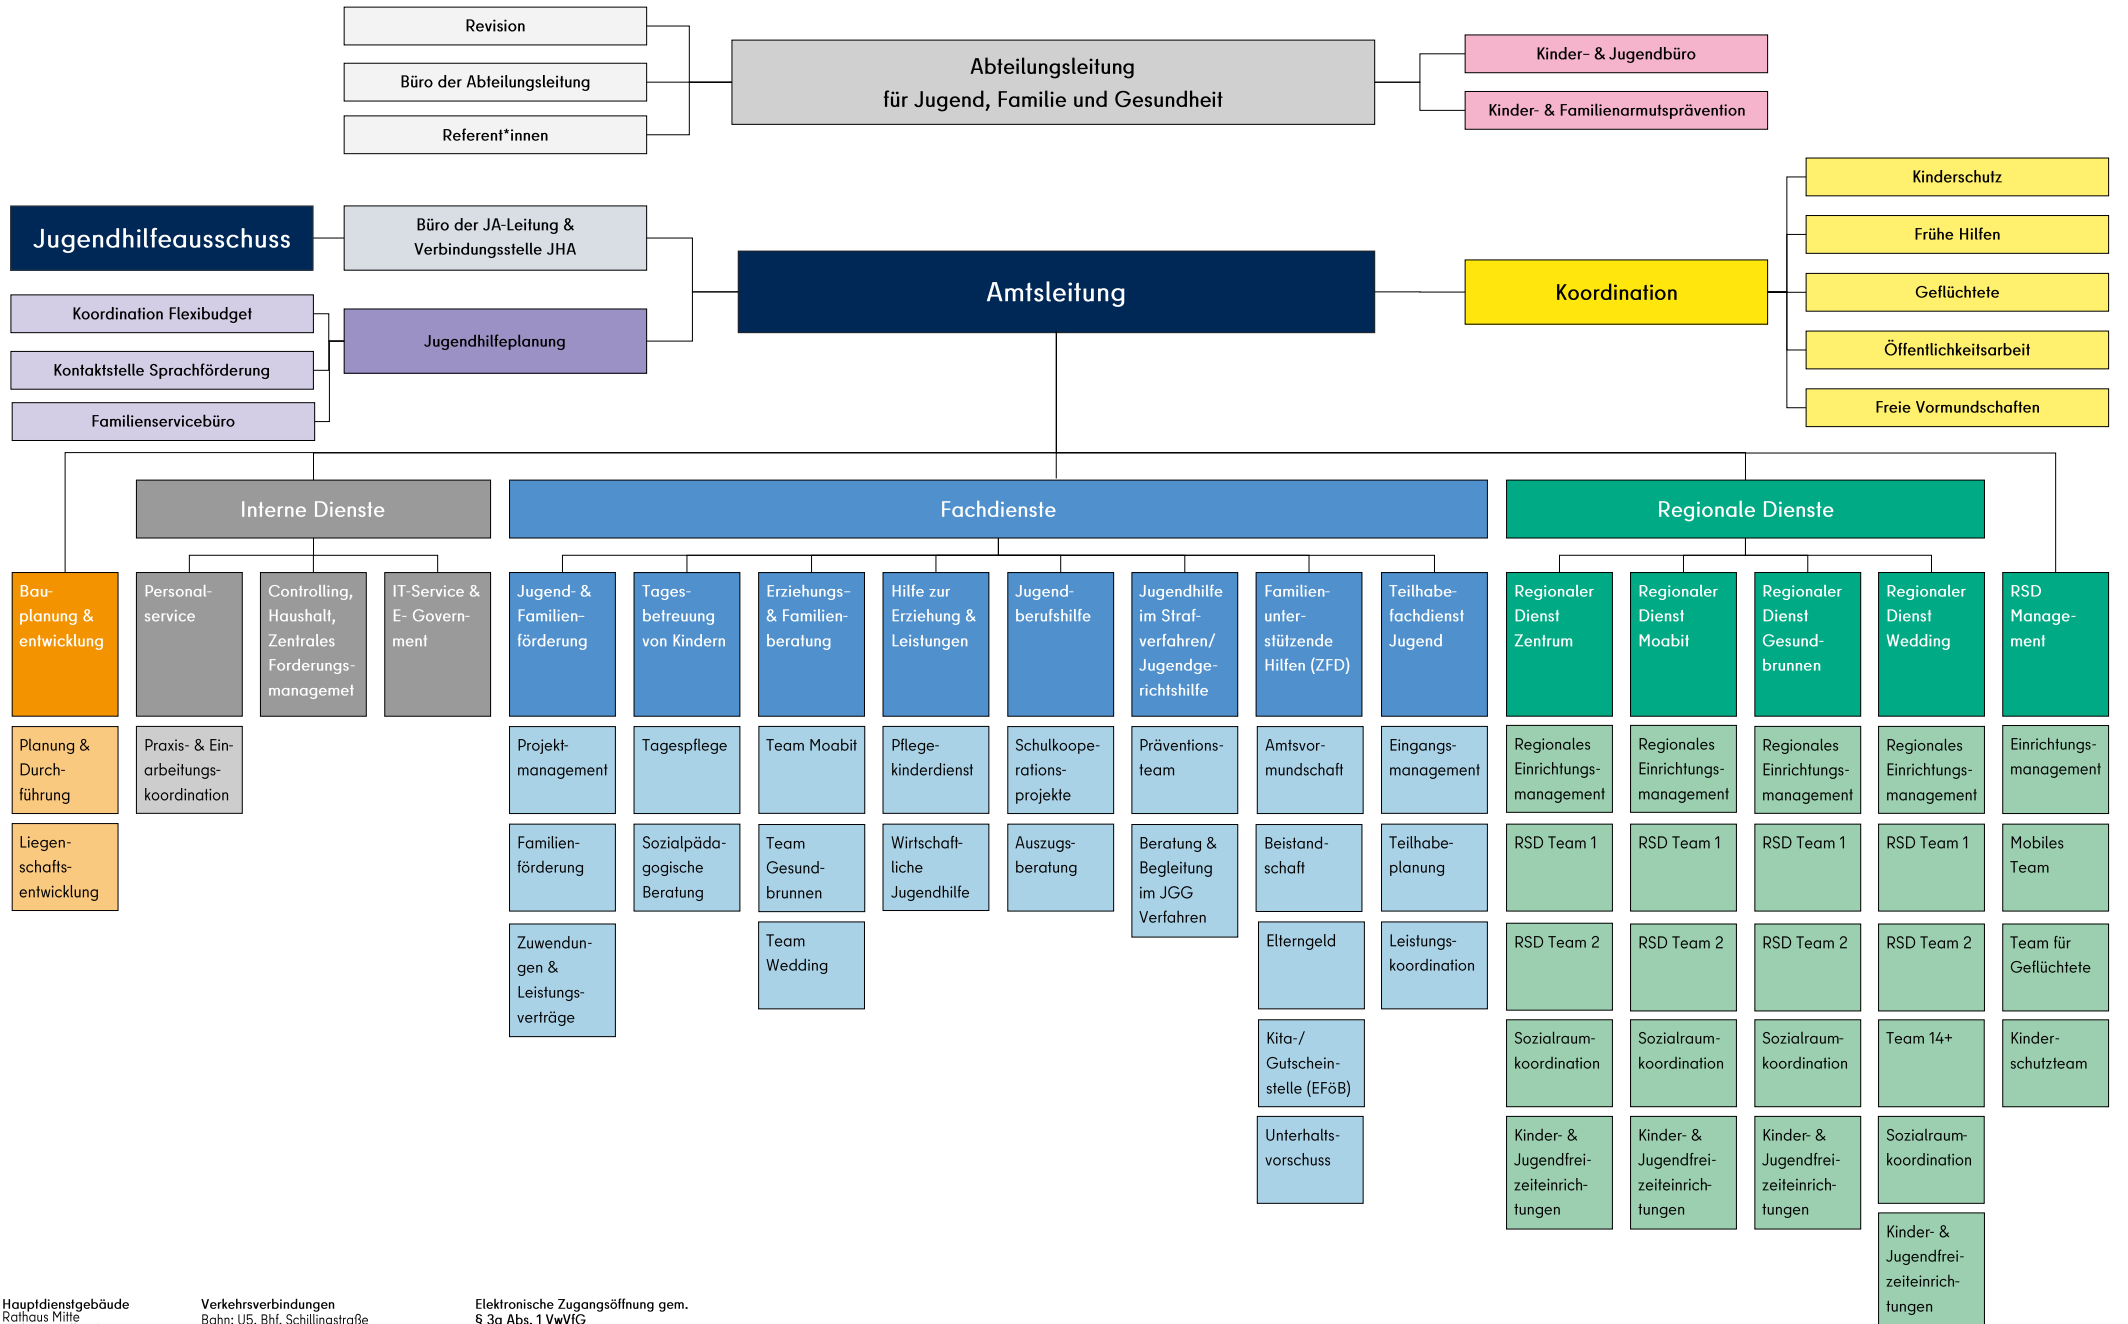 Revision
Büro der Abteilungsleitung
Referent*innen
Abteilungsleitung
für Jugend, Familie und Gesundheit
Kinder- & Jugendbüro
Kinder- & Familienarmutsprävention
Jugendhilfeausschuss
Büro der JA-Leitung &
Verbindungsstelle JHA
Koordination Flexibudget
Kontaktstelle Sprachförderung
Familienservicebüro
Jugendhilfeplanung
Amtsleitung
Koordination
Kinderschutz
Frühe Hilfen
Geflüchtete
Öffentlichkeitsarbeit
Freie Vormundschaften
Interne Dienste
Fachdienste
Regionale Dienste
Bau-
planung &
entwicklung
Planung &
Durch-
führung
Liegen-
schafts-
entwicklung
Personal-
service
Praxis- & Ein-
arbeitungs-
koordination
Controlling,
Haushalt,
Zentrales
Forderungs-
managemet
IT-Service &
E- Govern-
ment
Jugend- &
Familien-
förderung
Projekt-
management
Familien-
förderung
Zuwendun-
gen &
Leistungs-
verträge
Tages-
betreuung
von Kindern
Tagespflege
Sozialpäda-
gogische
Beratung
Erziehungs-
& Familien-
beratung
Team Moabit
Team
Gesund-
brunnen
Team
Wedding
Hilfe zur
Erziehung &
Leistungen
Pflege-
kinderdienst
Wirtschaft-
liche
Jugendhilfe
Jugend-
berufshilfe
Schulkoope-
rations-
projekte
Auszugs-
beratung
Jugendhilfe
im Straf-
verfahren/
Jugendge-
richtshilfe
Präventions-
team
Beratung &
Begleitung
im JGG
Verfahren
Familien-
unter-
stützende
Hilfen (ZFD)
Amtsvor-
mundschaft
Beistand-
schaft
Elterngeld
Kita-/
Gutschein-
stelle (EFöB)
Unterhalts-
vorschuss
Teilhabe-
fachdienst
Jugend
Eingangs-
management
Teilhabe-
planung
Leistungs-
koordination
Regionaler
Dienst
Zentrum
Regionales
Einrichtungs-
management
RSD Team 1
RSD Team 2
Sozialraum-
koordination
Kinder- &
Jugendfrei-
zeiteinrich-
tungen
Regionaler
Dienst
Moabit
Regionales
Einrichtungs-
management
RSD Team 1
RSD Team 2
Sozialraum-
koordination
Kinder- &
Jugendfrei-
zeiteinrich-
tungen
Regionaler
Dienst
Gesund-
brunnen
Regionales
Einrichtungs-
management
RSD Team 1
RSD Team 2
Sozialraum-
koordination
Kinder- &
Jugendfrei-
zeiteinrich-
tungen
Regionaler
Dienst
Wedding
Regionales
Einrichtungs-
management
RSD Team 1
RSD Team 2
Team 14+
Sozialraum-
koordination
Kinder- &
Jugendfrei-
zeiteinrich-
tungen
RSD
Manage-
ment
Einrichtungs-
management
Mobiles
Team
Team für
Geflüchtete
Kinder-
schutzteam
Hauptdienstgebäude
Rathaus Mitte
Verkehrsverbindungen
Bahn: U5, Bhf. Schillingstraße
Elektronische Zugangsöffnung gem.
§ 3a Abs. 1 VwVfG